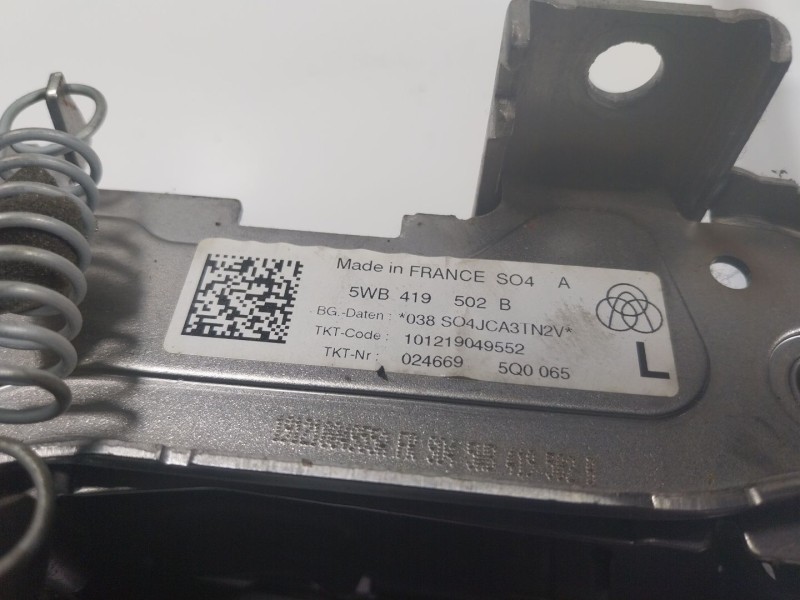 Made in FRANCE SO4 A
5WB 419 502 B
BG.-Daten : *038 SO4JCA3TN2V*
TKT-Code : 101219049552
TKT-Nr : 024669 5Q0 065
L